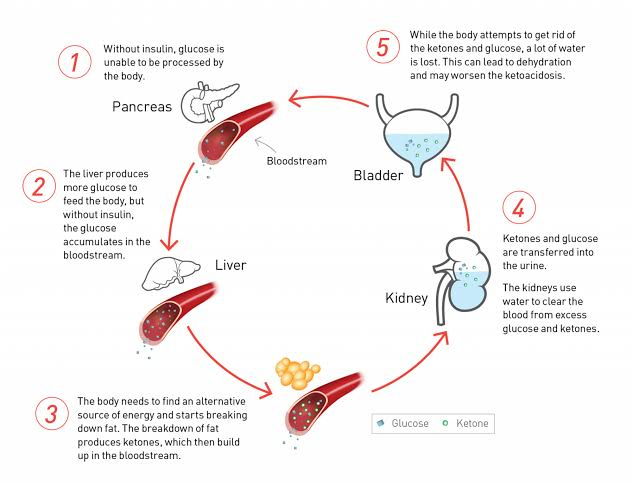 1
Without insulin, glucose is
unable to be processed by
the body.
Pancreas
Bloodstream
2
The liver produces
more glucose to
feed the body, but
without insulin,
the glucose
accumulates in the
bloodstream.
Liver
3
The body needs to find an alternative
source of energy and starts breaking
down fat. The breakdown of fat
produces ketones, which then build
up in the bloodstream.
Glucose
Ketone
4
Ketones and glucose
are transferred into
the urine.
The kidneys use
water to clear the
blood from excess
glucose and ketones.
Kidney
5
While the body attempts to get rid of
the ketones and glucose, a lot of water
is lost. This can lead to dehydration
and may worsen the ketoacidosis.
Bladder